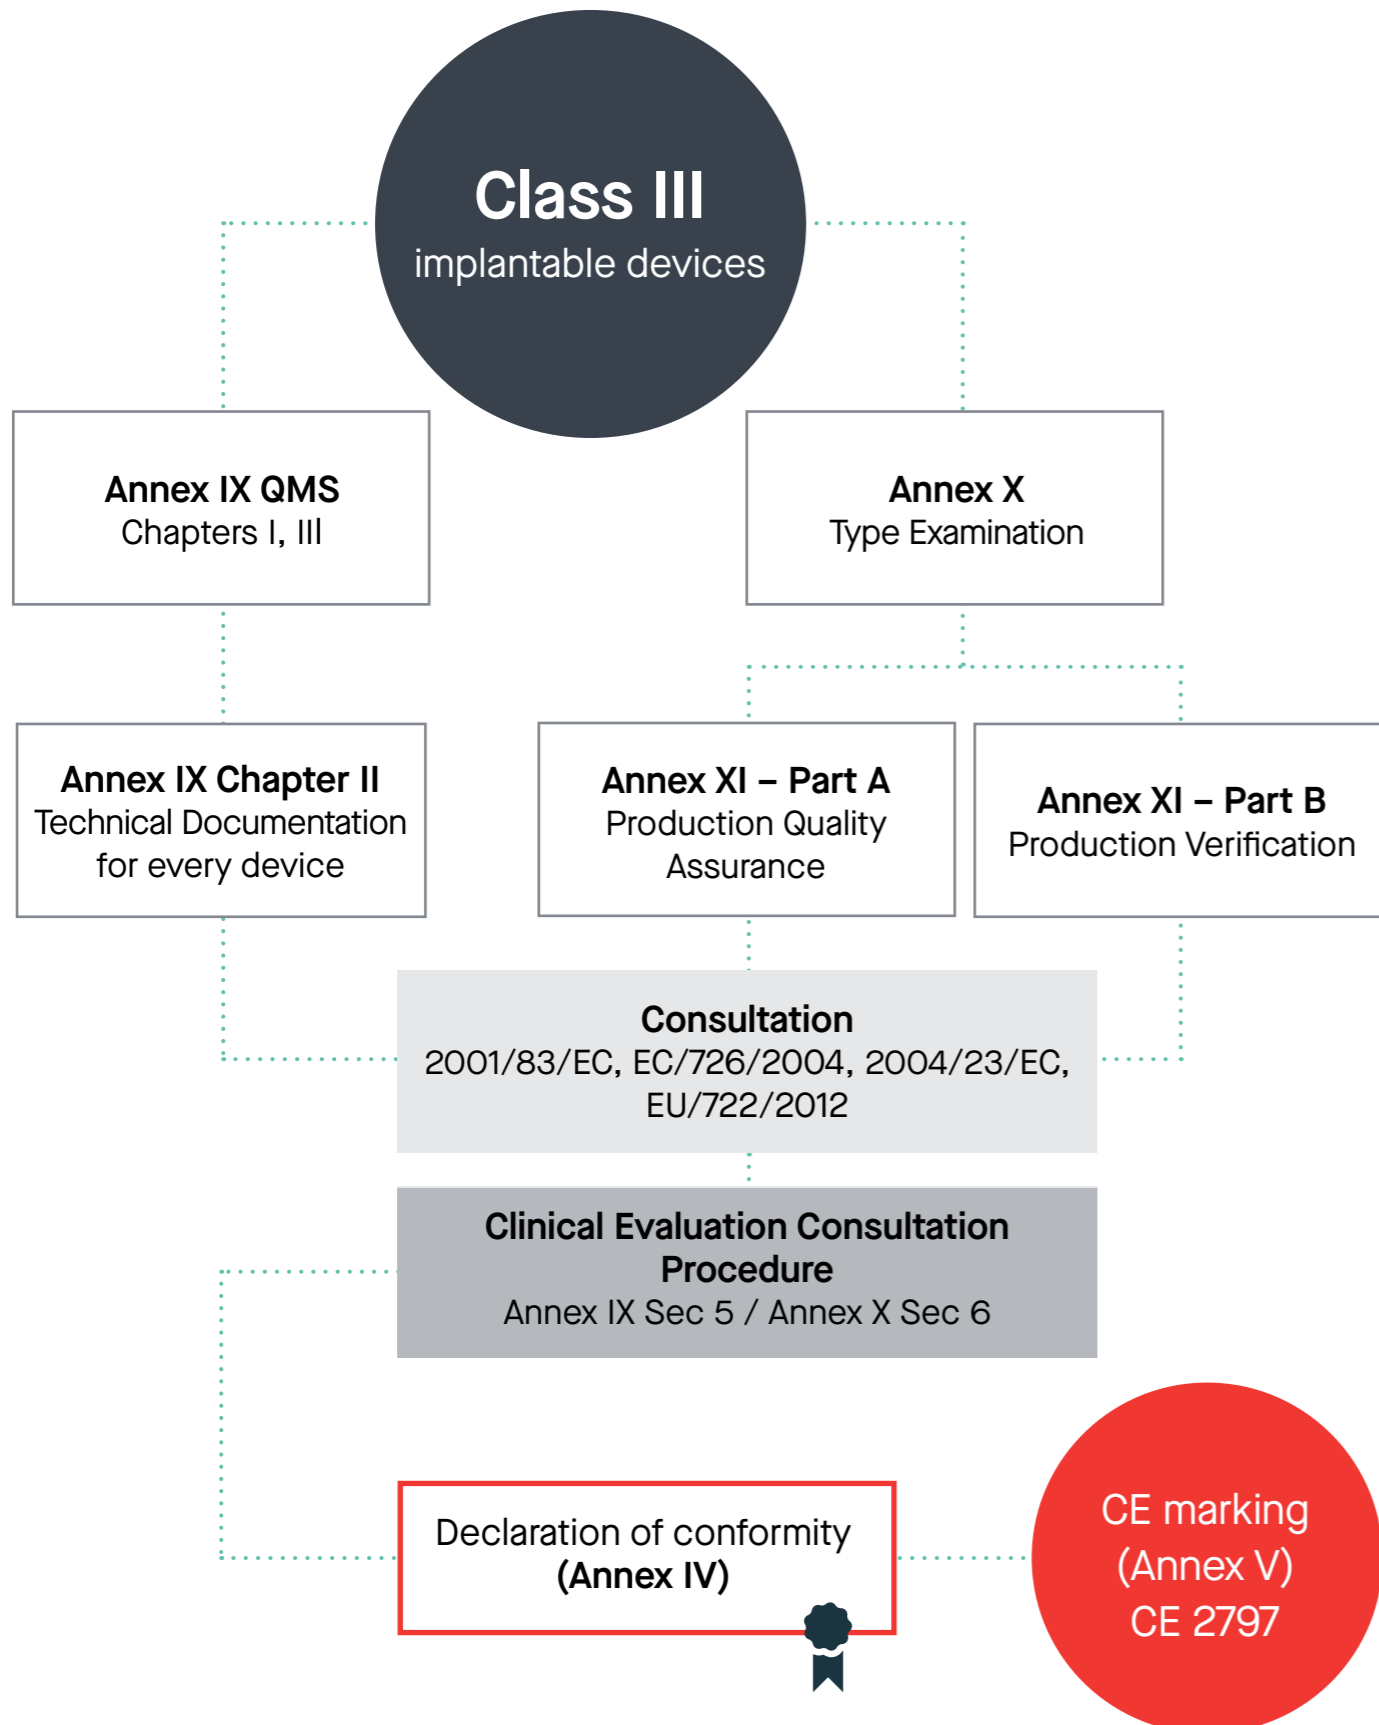 Class III
implantable devices
Annex IX QMS
Chapters I, III
Annex X
Type Examination
Annex IX Chapter II
Technical Documentation
for every device
Annex XI – Part A
Production Quality
Assurance
Annex XI – Part B
Production Verification
Consultation
2001/83/EC, EC/726/2004, 2004/23/EC,
EU/722/2012
Clinical Evaluation Consultation
Procedure
Annex IX Sec 5 / Annex X Sec 6
Declaration of conformity
(Annex IV)
CE marking
(Annex V)
CE 2797